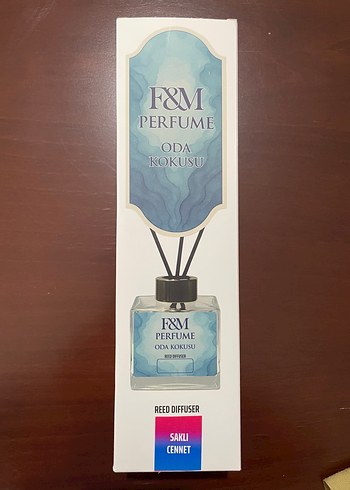 F&M
PERFUME
ODA
KOKUSU
F&M
PERFUME
ODA KOKUSU
REED DIFFUSER
REED DIFFUSER
SAKLI
CENNET